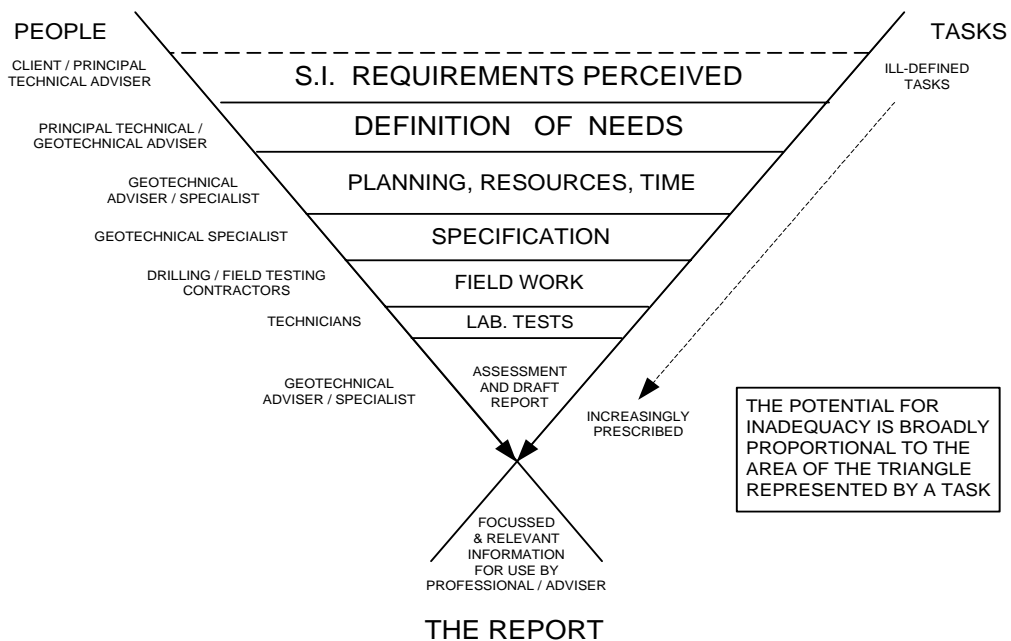 PEOPLE
TASKS
CLIENT / PRINCIPAL
TECHNICAL ADVISER
S.I. REQUIREMENTS PERCEIVED
ILL-DEFINED
TASKS
PRINCIPAL TECHNICAL /
GEOTECHNICAL ADVISER
DEFINITION OF NEEDS
GEOTECHNICAL
ADVISER / SPECIALIST
PLANNING, RESOURCES, TIME
GEOTECHNICAL SPECIALIST
SPECIFICATION
DRILLING / FIELD TESTING
CONTRACTORS
FIELD WORK
TECHNICIANS
LAB. TESTS
GEOTECHNICAL
ADVISER / SPECIALIST
ASSESSMENT
AND DRAFT
REPORT
INCREASINGLY
PRESCRIBED
THE POTENTIAL FOR
INADEQUACY IS BROADLY
PROPORTIONAL TO THE
AREA OF THE TRIANGLE
REPRESENTED BY A TASK
FOCUSSED
& RELEVANT
INFORMATION
FOR USE BY
PROFESSIONAL / ADVISER
THE REPORT